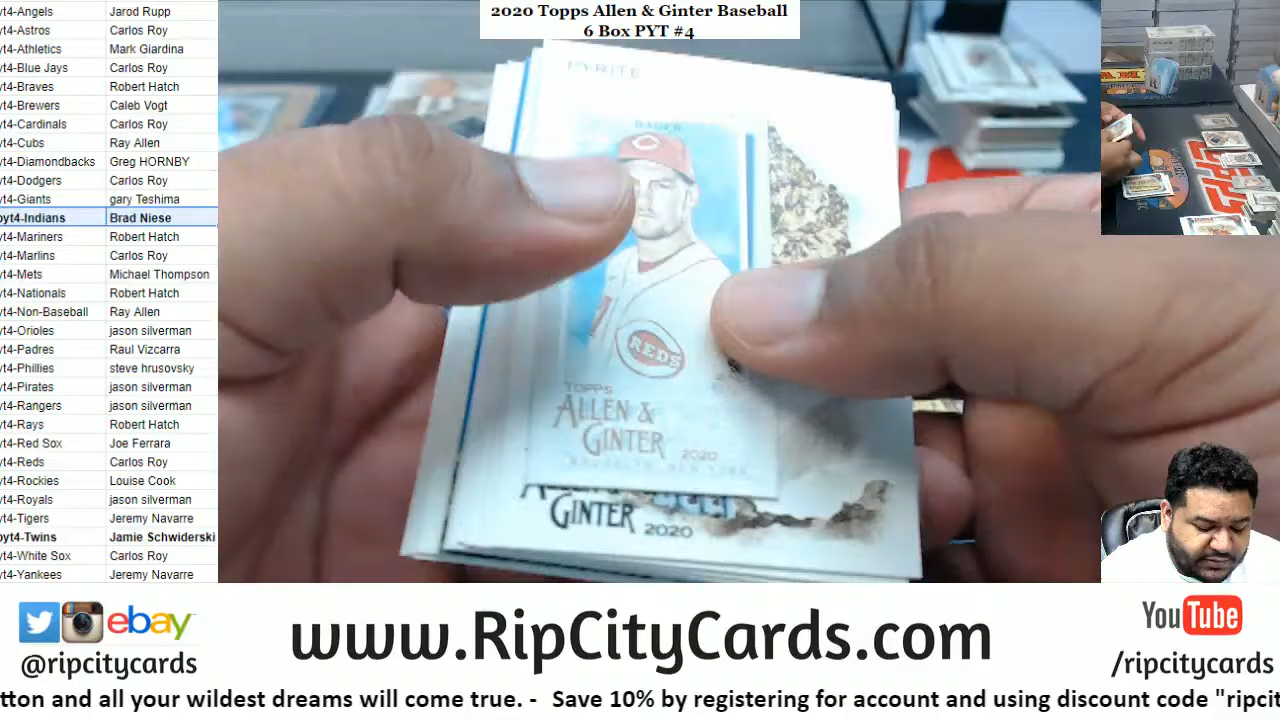 2020 Topps Allen & Ginter Baseball
6 Box PYT #4
yt4-Angels Jarod Rupp
yt4-Astros Carlos Roy
yt4-Athletics Mark Giardina
yt4-Blue Jays Carlos Roy
yt4-Braves Robert Hatch
yt4-Brewers Caleb Vogt
yt4-Cardinals Carlos Roy
yt4-Cubs Ray Allen
yt4-Diamondbacks Greg HORNBY
yt4-Dodgers Carlos Roy
yt4-Giants gary Teshima
pyt4-Indians Brad Niese
yt4-Mariners Robert Hatch
yt4-Marlins Carlos Roy
yt4-Mets Michael Thompson
yt4-Nationals Robert Hatch
yt4-Non-Baseball Ray Allen
yt4-Orioles jason silverman
yt4-Padres Raul Vizcarra
yt4-Phillies steve hrusovsky
yt4-Pirates jason silverman
yt4-Rangers jason silverman
yt4-Rays Robert Hatch
yt4-Red Sox Joe Ferrara
yt4-Reds Carlos Roy
yt4-Rockies Louise Cook
yt4-Royals jason silverman
yt4-Tigers Jeremy Navarre
pyt4-Twins Jamie Schwiderski
yt4-White Sox Carlos Roy
yt4-Yankees Jeremy Navarre
PYRITE
BAUER
REDS
TOPPS
ALLEN &
GINTER 2020
BROOKLYN, NEW YORK
GINTER 2020
ebay
@ripcitycards
www.RipCityCards.com
YouTube
/ripcitycards
tton and all your wildest dreams will come true. - Save 10% by registering for account and using discount code "ripcit